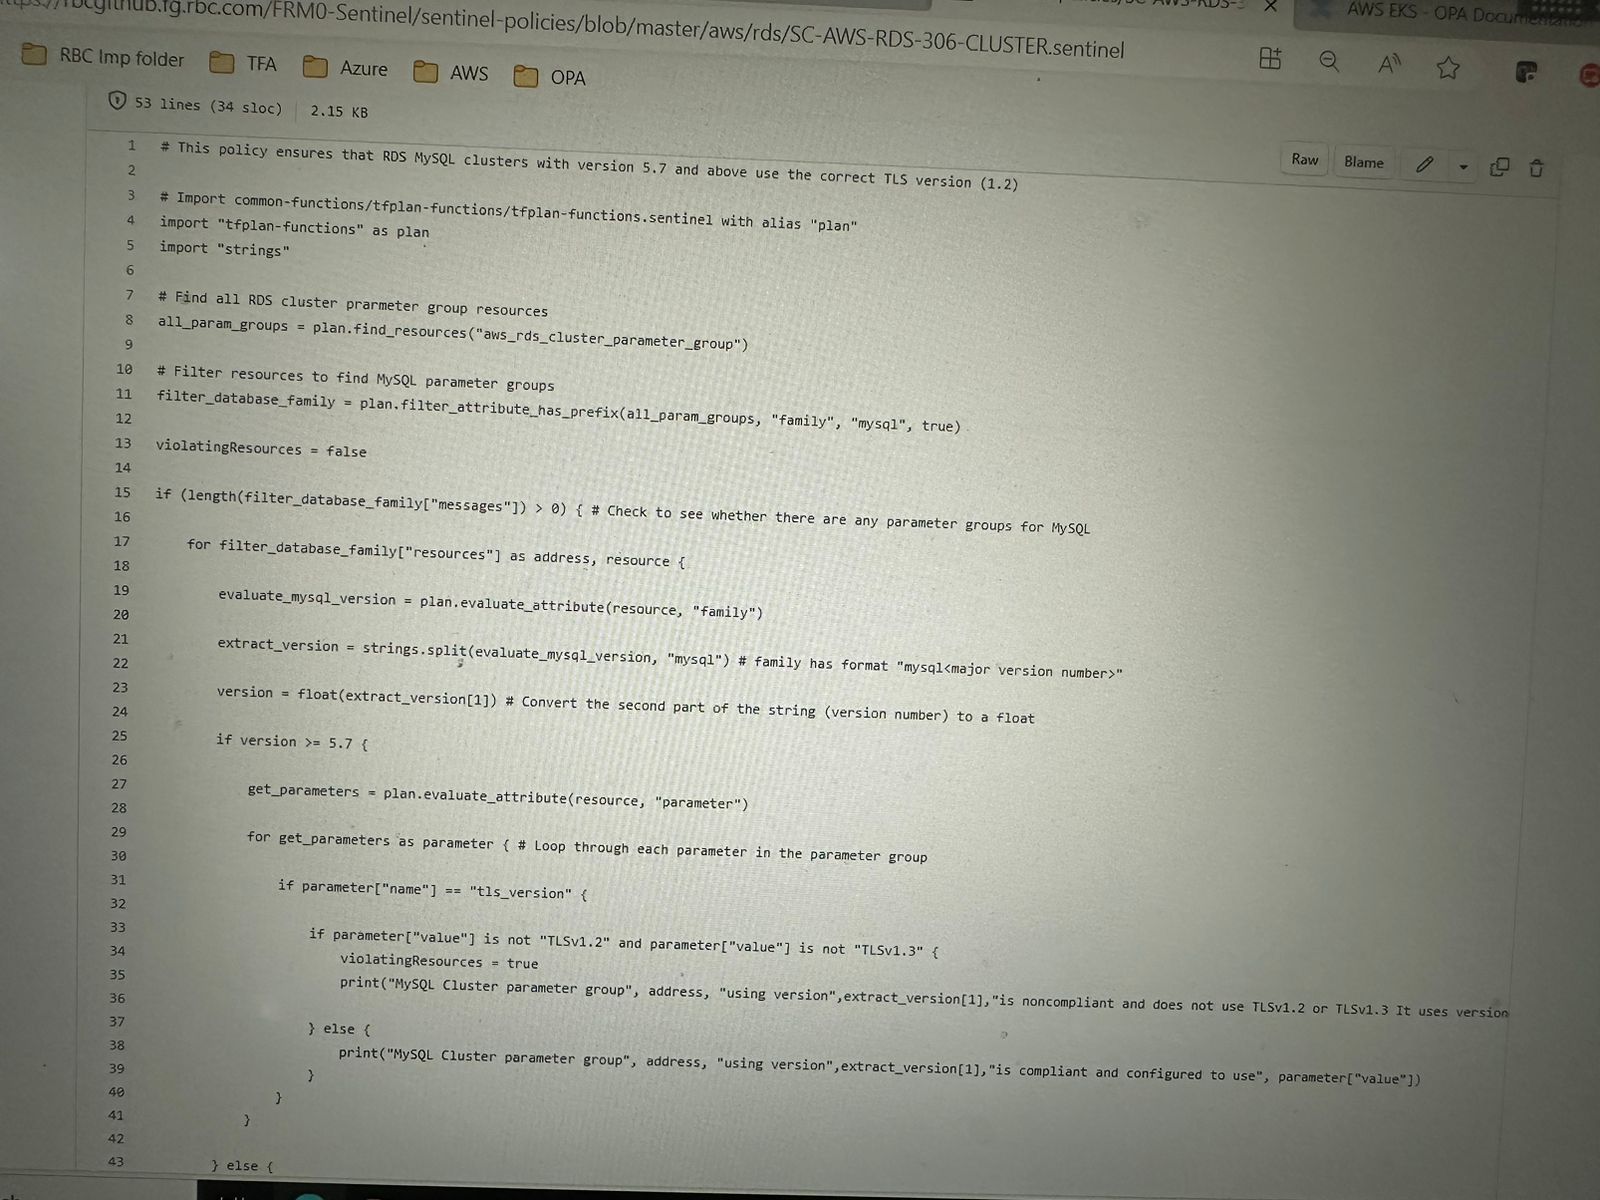 github.fg.rbc.com/FRM0-Sentinel/sentinel-policies/blob/master/aws/rds/SC-AWS-RDS-306-CLUSTER.sentinel
AWS EKS - OPA Documentation
RBC Imp folder TFA Azure AWS OPA
53 lines (34 sloc) 2.15 KB
Raw Blame
1 # This policy ensures that RDS MySQL clusters with version 5.7 and above use the correct TLS version (1.2)
2
3 # Import common-functions/tfplan-functions/tfplan-functions.sentinel with alias "plan"
4 import "tfplan-functions" as plan
5 import "strings"
6
7 # Find all RDS cluster prarmeter group resources
8 all_param_groups = plan.find_resources("aws_rds_cluster_parameter_group")
9
10 # Filter resources to find MySQL parameter groups
11 filter_database_family = plan.filter_attribute_has_prefix(all_param_groups, "family", "mysql", true)
12
13 violatingResources = false
14
15 if (length(filter_database_family["messages"]) > 0) { # Check to see whether there are any parameter groups for MySQL
16
17 for filter_database_family["resources"] as address, resource {
18
19 evaluate_mysql_version = plan.evaluate_attribute(resource, "family")
20
21 extract_version = strings.split(evaluate_mysql_version, "mysql") # family has format "mysql<major version number>"
22
23 version = float(extract_version[1]) # Convert the second part of the string (version number) to a float
24
25 if version >= 5.7 {
26
27 get_parameters = plan.evaluate_attribute(resource, "parameter")
28
29 for get_parameters as parameter { # Loop through each parameter in the parameter group
30
31 if parameter["name"] == "tls_version" {
32
33 if parameter["value"] is not "TLSv1.2" and parameter["value"] is not "TLSv1.3" {
34 violatingResources = true
35 print("MySQL Cluster parameter group", address, "using version",extract_version[1],"is noncompliant and does not use TLSv1.2 or TLSv1.3 It uses version
36
37 } else {
38 print("MySQL Cluster parameter group", address, "using version",extract_version[1],"is compliant and configured to use", parameter["value"])
39 }
40 }
41 }
42
43 } else {